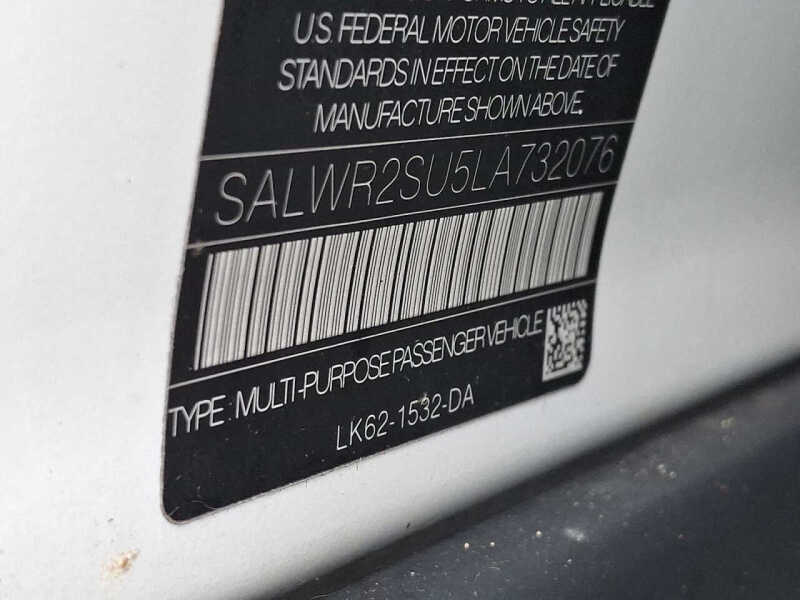 U.S. FEDERAL MOTOR VEHICLE SAFETY
STANDARDS IN EFFECT ON THE DATE OF
MANUFACTURE SHOWN ABOVE.
SALWR2SU5LA732076
TYPE: MULTI-PURPOSE PASSENGER VEHICLE
LK62-1532-DA